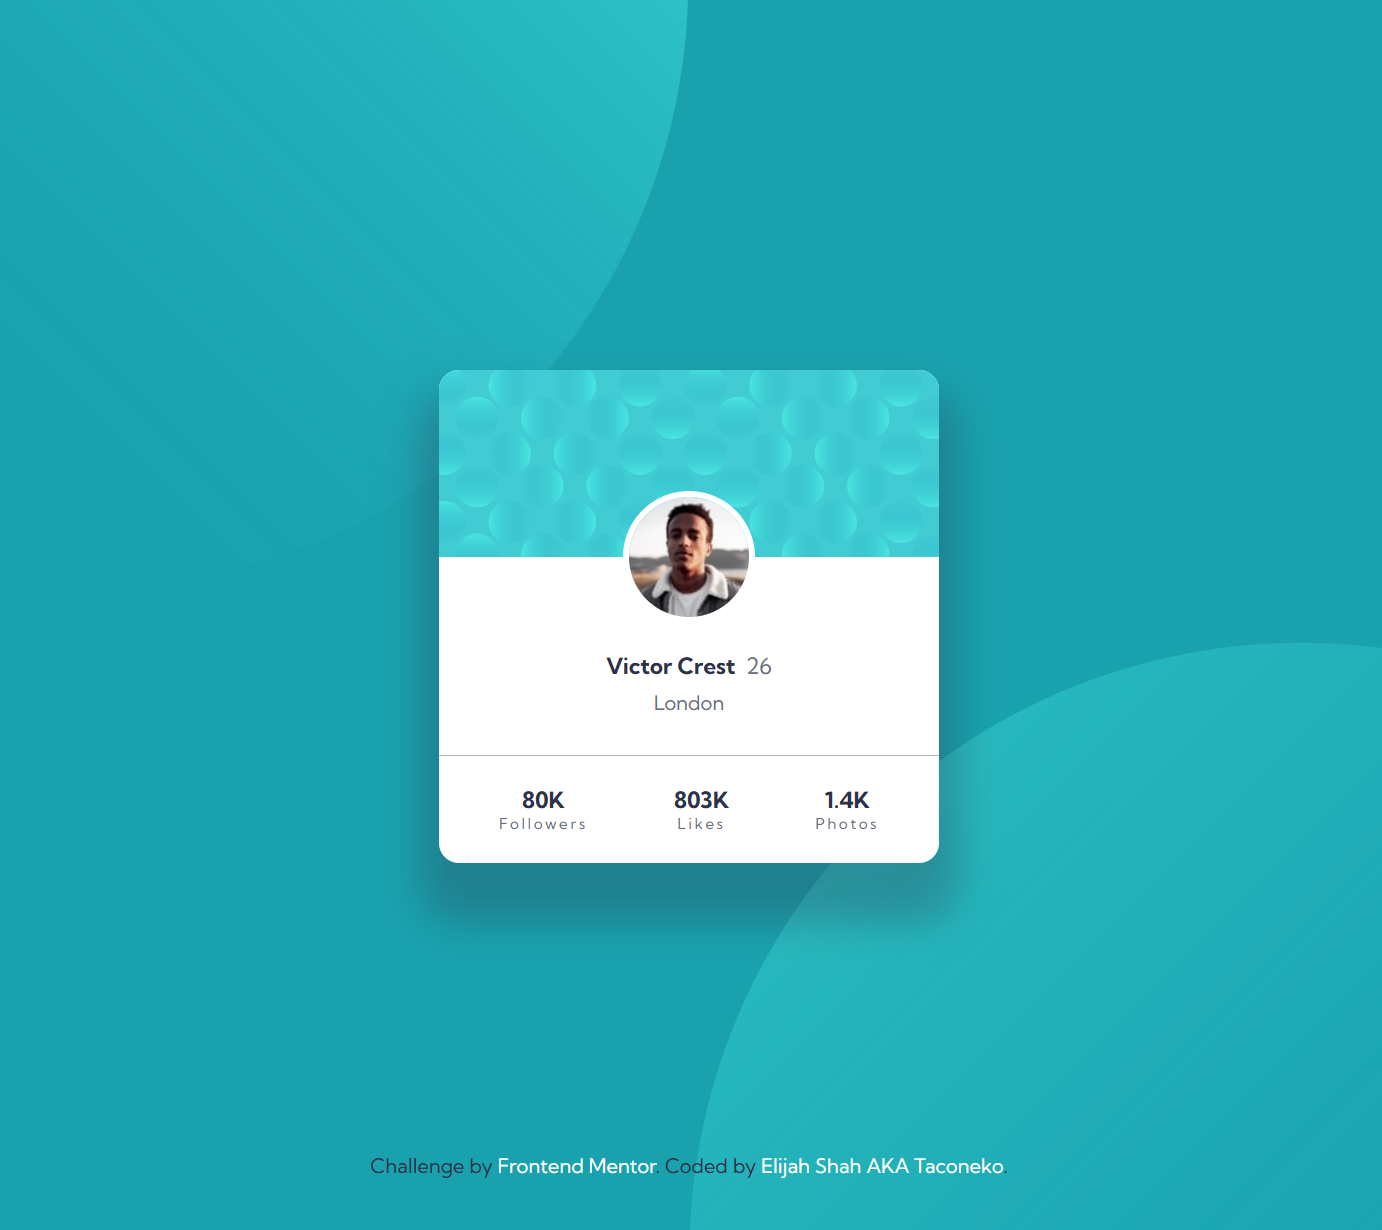 Victor Crest 26
London
80K 803K 1.4K
Followers Likes Photos
Challenge by Frontend Mentor. Coded by Elijah Shah AKA Taconeko.